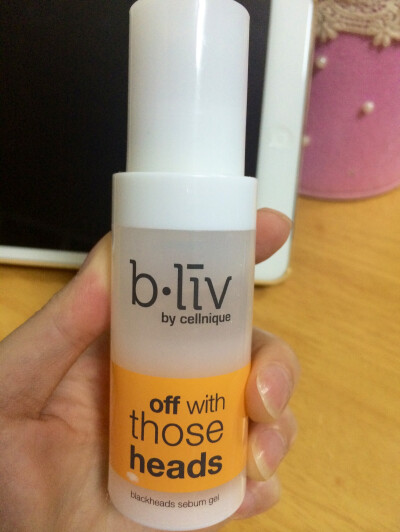 b·līv
by cellnique
off with
those
heads
blackheads sebum gel